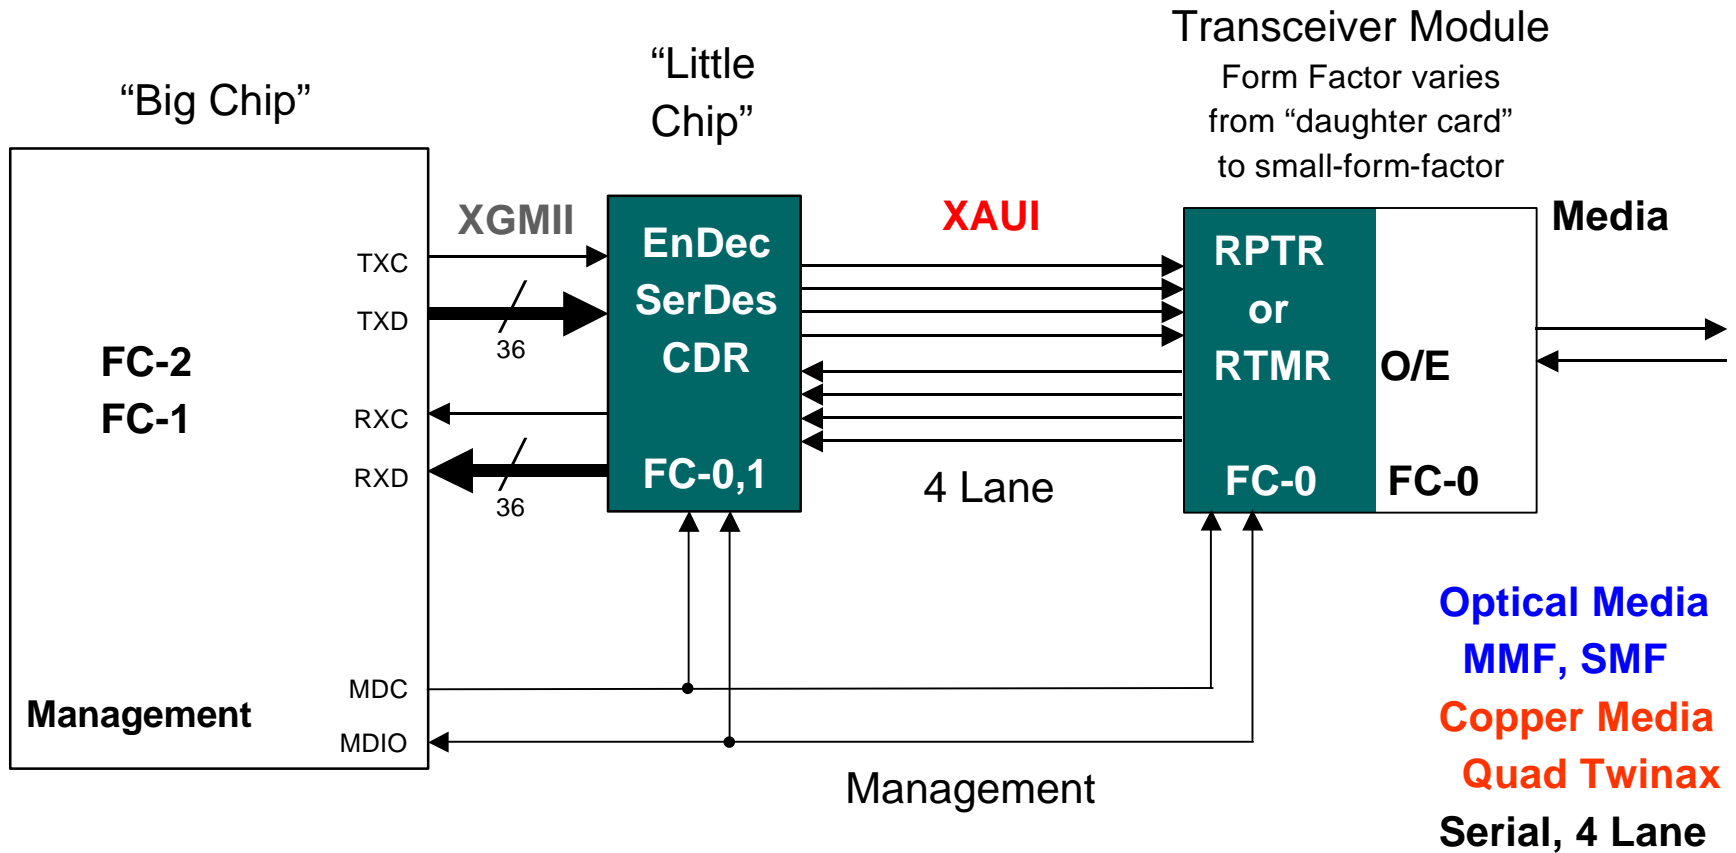 Transceiver Module
Form Factor varies
from “daughter card”
to small-form-factor
“Little
Chip”
“Big Chip”
XGMII
XAUI
Media
TXC
TXD
36
FC-2
FC-1
RXC
RXD
36
EnDec
SerDes
CDR
FC-0,1
4 Lane
RPTR
or
RTMR
FC-0
O/E
FC-0
Management
MDC
MDIO
Management
Optical Media
MMF, SMF
Copper Media
Quad Twinax
Serial, 4 Lane